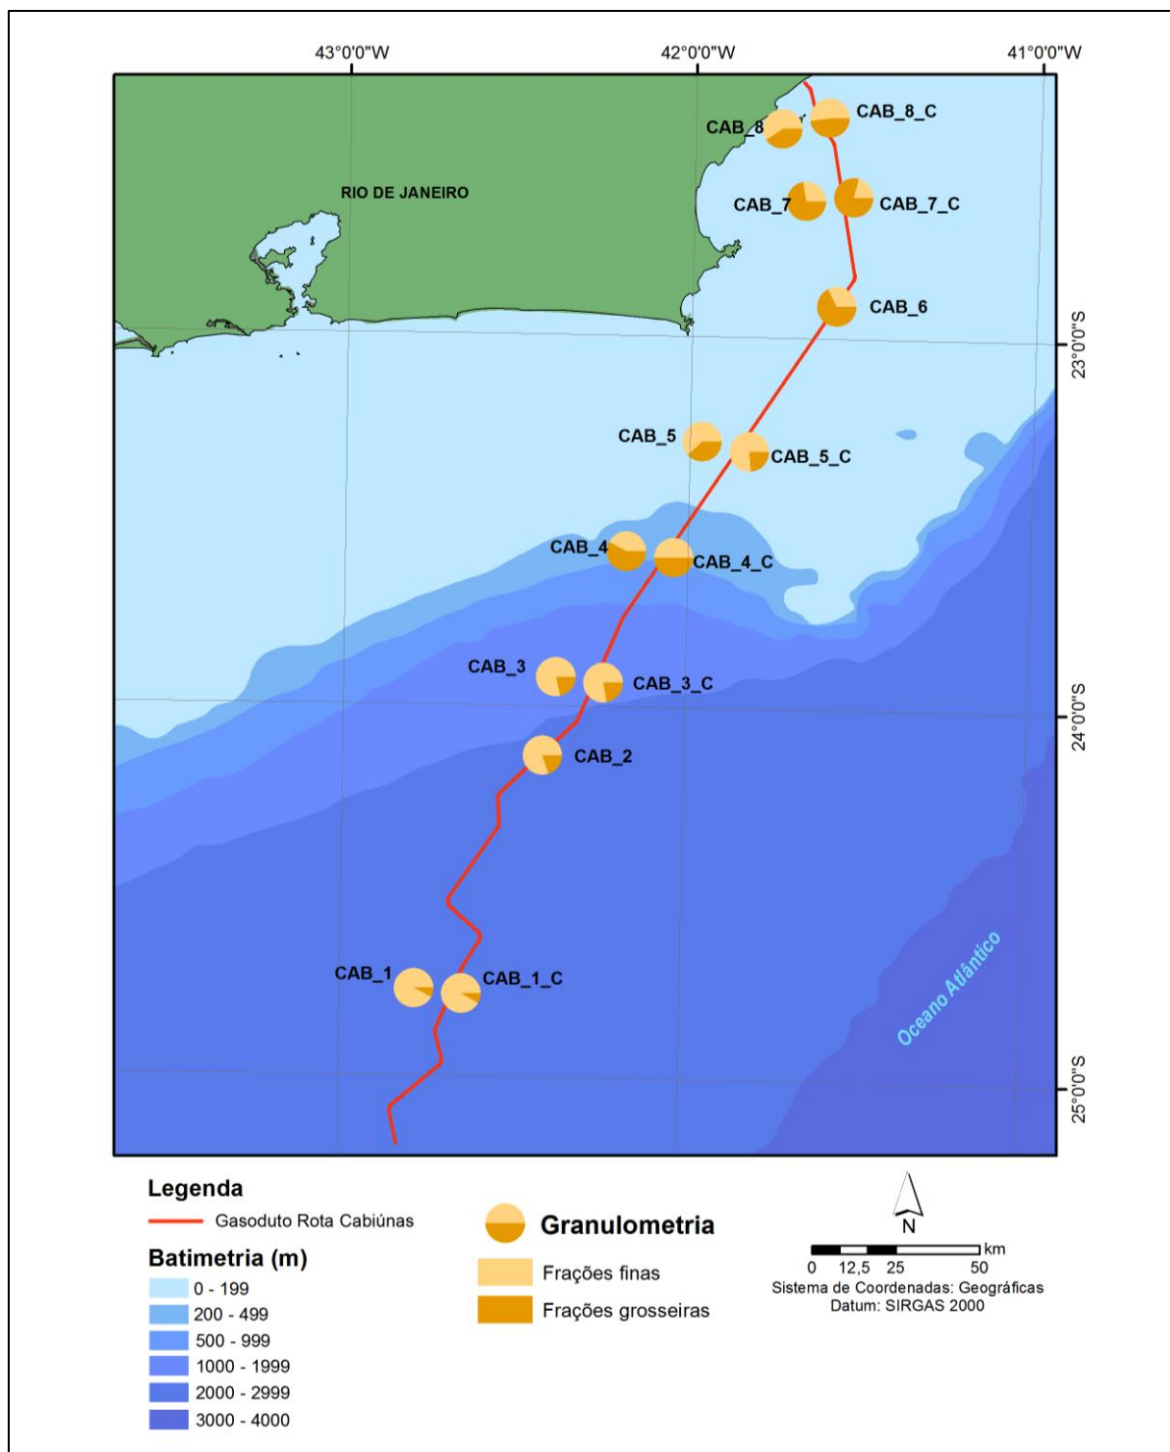 43°0'0"W 42°0'0"W 41°0'0"W
CAB_8 CAB_8_C
RIO DE JANEIRO
CAB_7 CAB_7_C
CAB_6
23°0'0"S
CAB_5 CAB_5_C
CAB_4 CAB_4_C
CAB_3 CAB_3_C
24°0'0"S
CAB_2
Oceano Atlântico
CAB_1 CAB_1_C
25°0'0"S
Legenda
Gasoduto Rota Cabiúnas
Batimetria (m)
0 - 199
200 - 499
500 - 999
1000 - 1999
2000 - 2999
3000 - 4000
Granulometria
Frações finas
Frações grosseiras
N
km
0 12,5 25 50
Sistema de Coordenadas: Geográficas
Datum: SIRGAS 2000